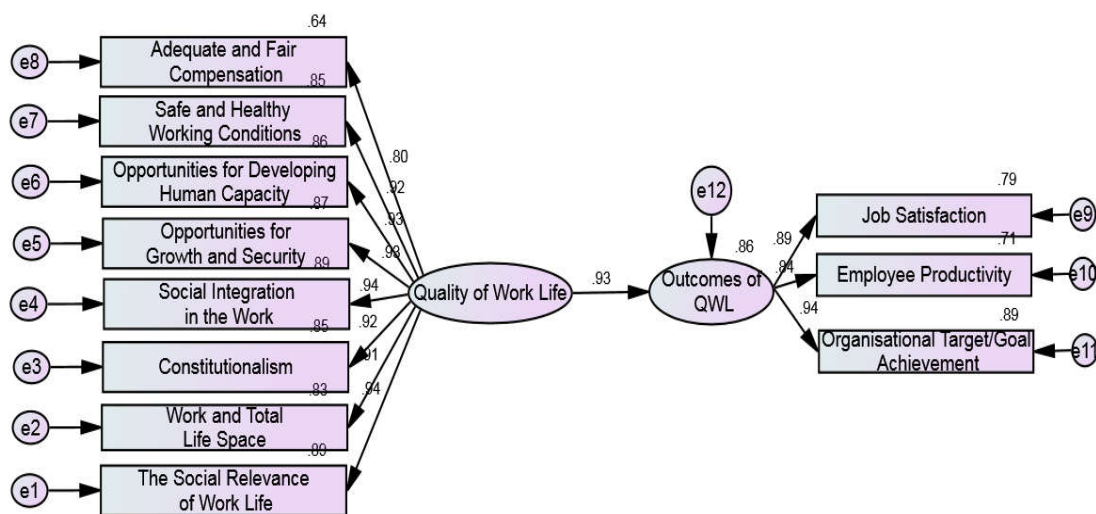 .64
e8
Adequate and Fair
Compensation
.85
e7
Safe and Healthy
Working Conditions
.86
e6
Opportunities for Developing
Human Capacity
.87
e5
Opportunities for
Growth and Security
.89
e4
Social Integration
in the Work
.85
e3
Constitutionalism
.83
e2
Work and Total
Life Space
.89
e1
The Social Relevance
of Work Life
.80
.92
.93
.93
.94
.92
.91
.94
Quality of Work Life
.93
e12
.86
Outcomes of
QWL
.89
.84
.94
.79
Job Satisfaction
e9
.71
Employee Productivity
e10
.89
Organisational Target/Goal
Achievement
e11